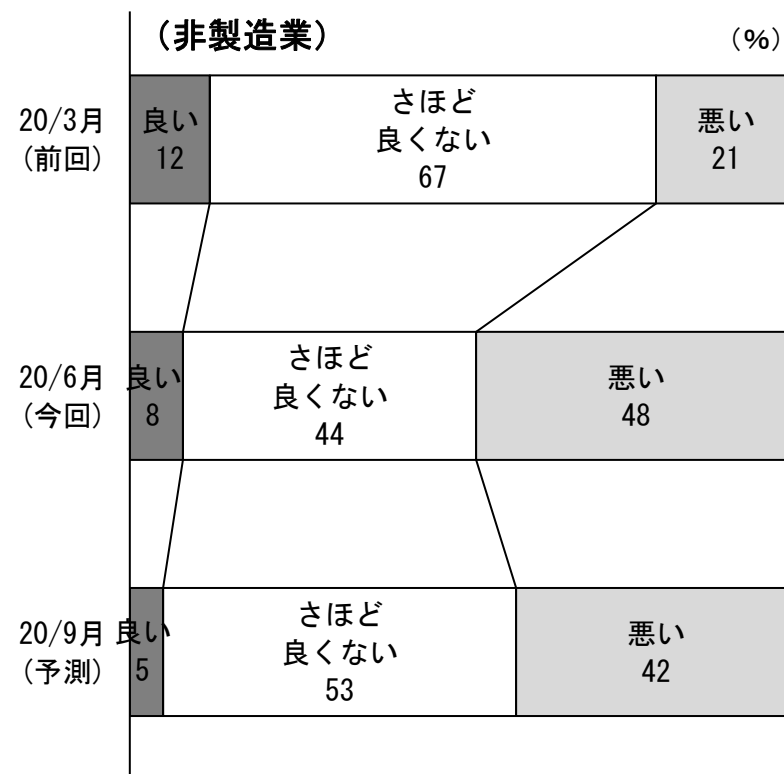 （非製造業）
（%）
20/3月
(前回)
良い
12
さほど
良くない
67
悪い
21
20/6月
(今回)
良い
8
さほど
良くない
44
悪い
48
20/9月
(予測)
良い
5
さほど
良くない
53
悪い
42